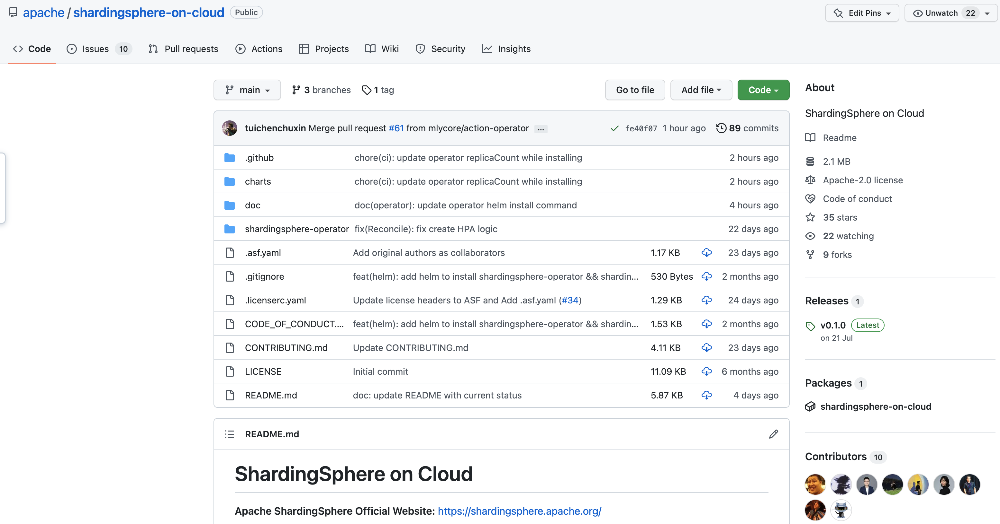 apache / shardingsphere-on-cloud Public
Edit Pins
Unwatch 22
Code
Issues 10
Pull requests
Actions
Projects
Wiki
Security
Insights
main
3 branches
1 tag
Go to file
Add file
Code
tuichenchuxin Merge pull request #61 from mlycore/action-operator ... fe40f07 1 hour ago 89 commits
.github chore(ci): update operator replicaCount while installing 2 hours ago
charts chore(ci): update operator replicaCount while installing 2 hours ago
doc doc(operator): update operator helm install command 4 hours ago
shardingsphere-operator fix(Reconcile): fix create HPA logic 22 days ago
.asf.yaml Add original authors as collaborators 1.17 KB 23 days ago
.gitignore feat(helm): add helm to install shardingsphere-operator && shardin... 530 Bytes 2 months ago
.licenserc.yaml Update license headers to ASF and Add .asf.yaml (#34) 1.29 KB 24 days ago
CODE_OF_CONDUCT.... feat(helm): add helm to install shardingsphere-operator && shardin... 1.53 KB 2 months ago
CONTRIBUTING.md Update CONTRIBUTING.md 4.11 KB 23 days ago
LICENSE Initial commit 11.09 KB 6 months ago
README.md doc: update README with current status 5.87 KB 4 days ago
README.md
ShardingSphere on Cloud
Apache ShardingSphere Official Website: https://shardingsphere.apache.org/
About
ShardingSphere on Cloud
Readme
2.1 MB
Apache-2.0 license
Code of conduct
35 stars
22 watching
9 forks
Releases 1
v0.1.0 Latest
on 21 Jul
Packages 1
shardingsphere-on-cloud
Contributors 10